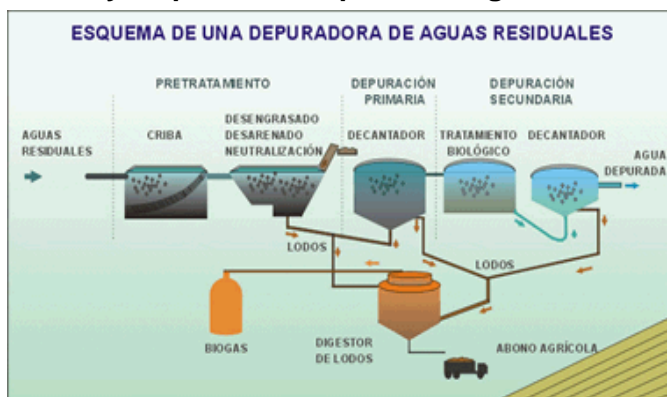 ESQUEMA DE UNA DEPURADORA DE AGUAS RESIDUALES
PRETRATAMIENTO
DEPURACIÓN
PRIMARIA
DEPURACIÓN
SECUNDARIA
AGUAS
RESIDUALES
CRIBA
DESENGRASADO
DESARENADO
NEUTRALIZACIÓN
DECANTADOR
TRATAMIENTO
BIOLÓGICO
DECANTADOR
AGUA
DEPURADA
LODOS
LODOS
BIOGAS
DIGESTOR
DE LODOS
ABONO AGRÍCOLA